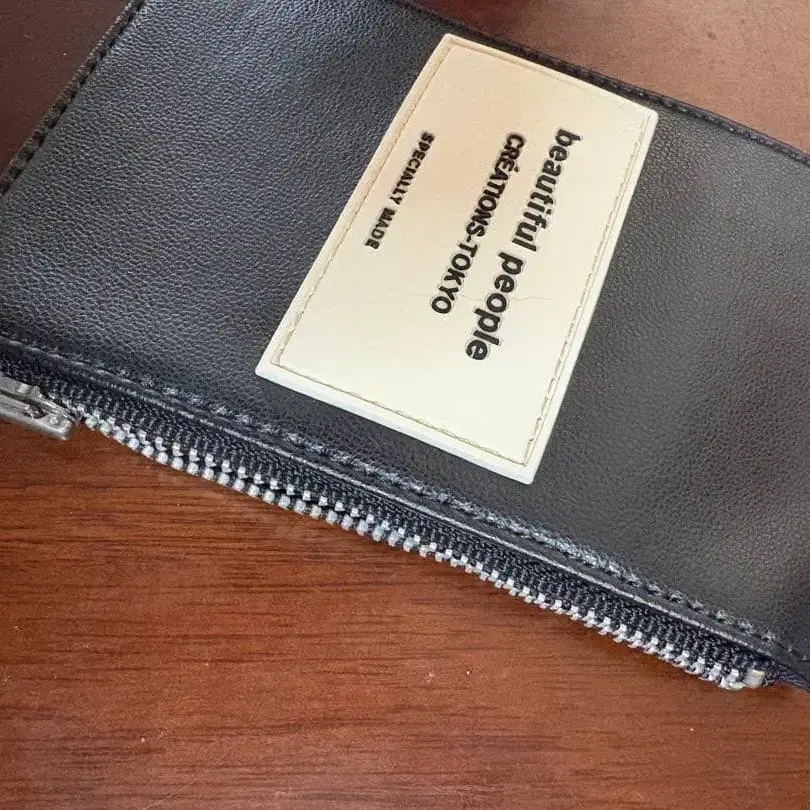 beautiful people
CRÉATIONS-TOKYO
SPECIALLY MADE